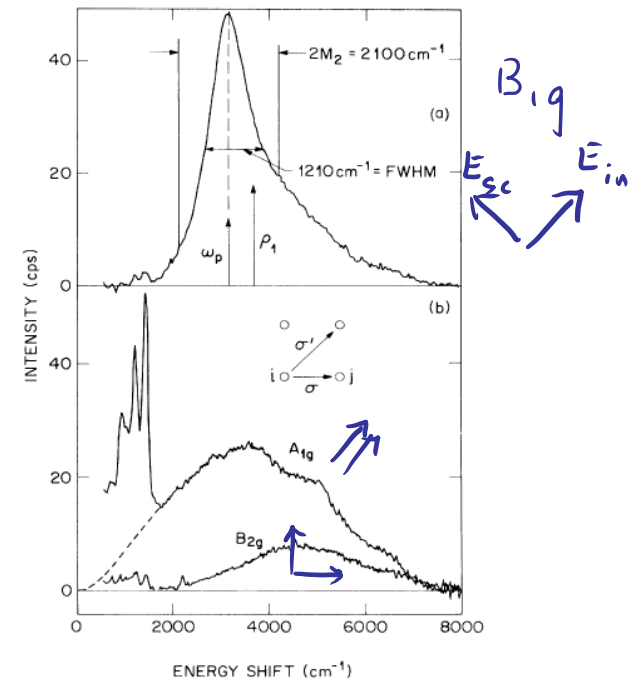 40
20
0
2M₂ = 2100 cm⁻¹
(a)
1210 cm⁻¹ = FWHM
ωₚ
ρ₁
B₁g
E_sc
E_in
INTENSITY (cps)
(b)
40
20
0
σ'
i
j
σ
A₁g
B₂g
0
2000
4000
6000
8000
ENERGY SHIFT (cm⁻¹)